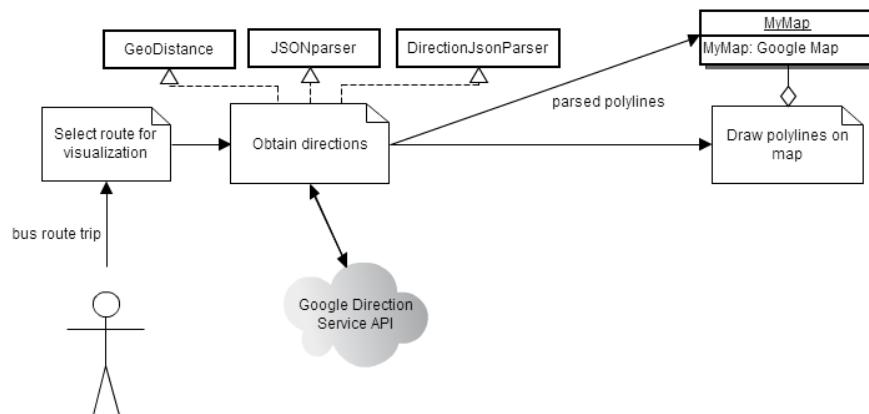 MyMap
MyMap: Google Map
GeoDistance
JSONparser
DirectionJsonParser
parsed polylines
Select route for
visualization
Obtain directions
Draw polylines on
map
bus route trip
Google Direction
Service API